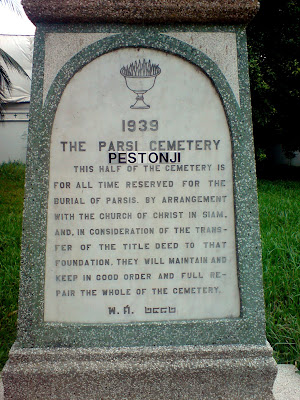 1939
THE PARSI CEMETERY
PESTONJI
THIS HALF OF THE CEMETERY IS
FOR ALL TIME RESERVED FOR THE
BURIAL OF PARSIS. BY ARRANGEMENT
WITH THE CHURCH OF CHRIST IN SIAM,
AND, IN CONSIDERATION OF THE TRANS-
FER OF THE TITLE DEED TO THAT
FOUNDATION, THEY WILL MAINTAIN AND
KEEP IN GOOD ORDER AND FULL RE-
PAIR THE WHOLE OF THE CEMETERY.
พ.ศ. ๒๔๘๒